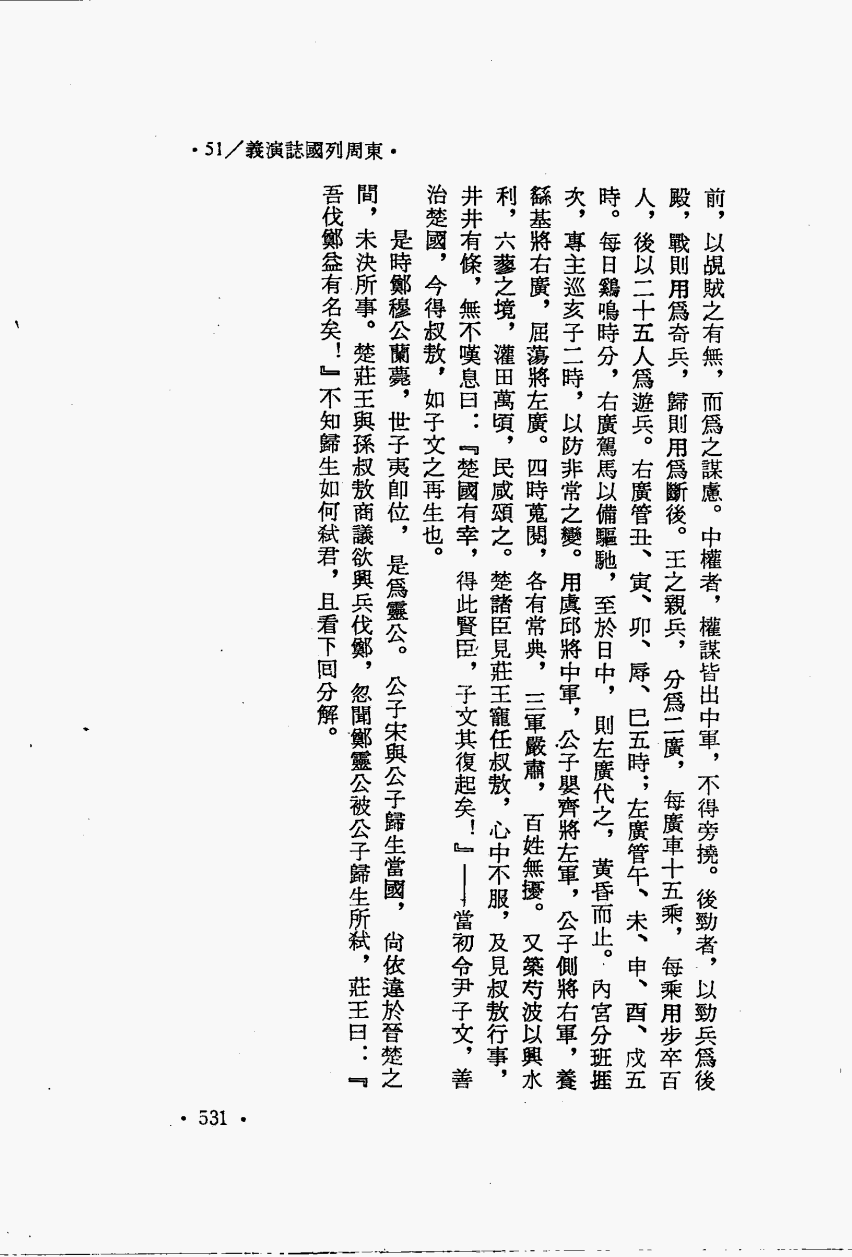 ·東周列國誌演義／51·
前，以覘賊之有無，而爲之謀慮。中權者，權謀皆出中軍，不得旁撓。後勁者，以勁兵爲後
殿，戰則用爲奇兵，歸則用爲斷後。王之親兵，分爲二廣，每廣車十五乘，每乘用步卒百
人，後以二十五人爲遊兵。右廣管丑、寅、卯、辰、巳五時；左廣管午、未、申、酉、戌五
時。每日鷄鳴時分，右廣駕馬以備驅馳，至於日中，則左廣代之，黃昏而止。內宮分班捱
次，專主巡亥子二時，以防非常之變。用虞邱將中軍，公子嬰齊將左軍，公子側將右軍，養
繇基將右廣，屈蕩將左廣。四時蒐閱，各有常典，三軍嚴肅，百姓無擾。又築芍波以興水
利，六蓼之境，灌田萬頃，民咸頌之。楚諸臣見莊王寵任叔敖，心中不服，及見叔敖行事，
井井有條，無不嘆息曰：『楚國有幸，得此賢臣，子文其復起矣！』——當初令尹子文，善
治楚國，今得叔敖，如子文之再生也。
是時鄭穆公蘭薨，世子夷卽位，是爲靈公。公子宋與公子歸生當國，尙依違於晉楚之
間，未決所事。楚莊王與孫叔敖商議欲興兵伐鄭，忽聞鄭靈公被公子歸生所弒，莊王曰：『
吾伐鄭益有名矣！』不知歸生如何弒君，且看下回分解。
·531·